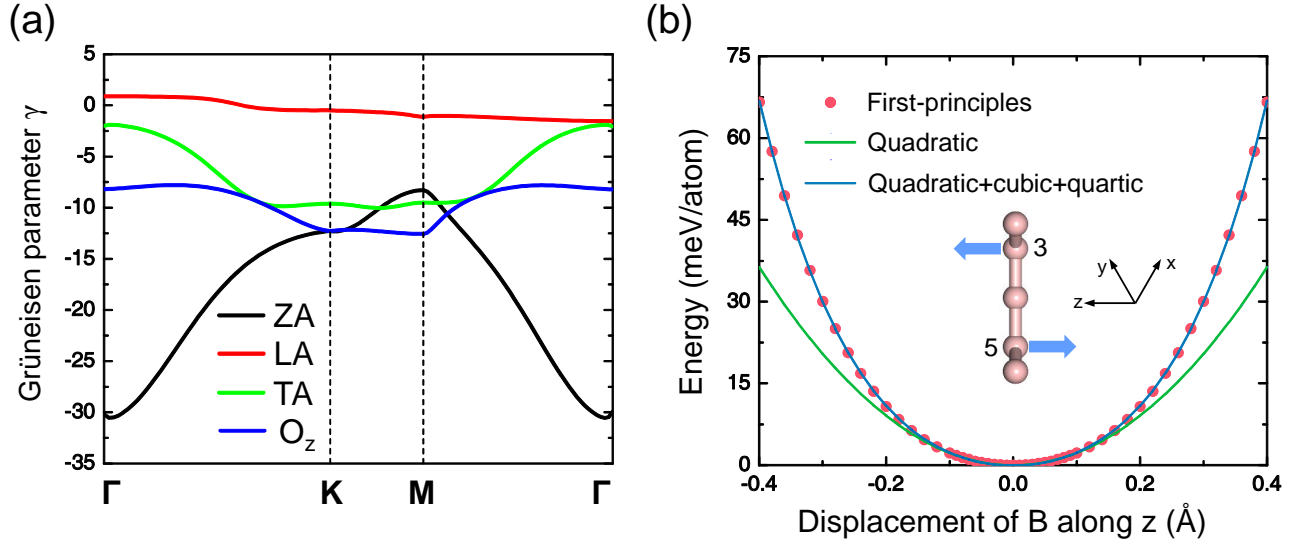 (a)
Grüneisen parameter γ
5
0
-5
-10
-15
-20
-25
-30
-35
ZA
LA
TA
Oz
Γ
K
M
Γ
(b)
Energy (meV/atom)
75
60
45
30
15
0
First-principles
Quadratic
Quadratic+cubic+quartic
3
5
y
x
z
-0.4
-0.2
0.0
0.2
0.4
Displacement of B along z (Å)